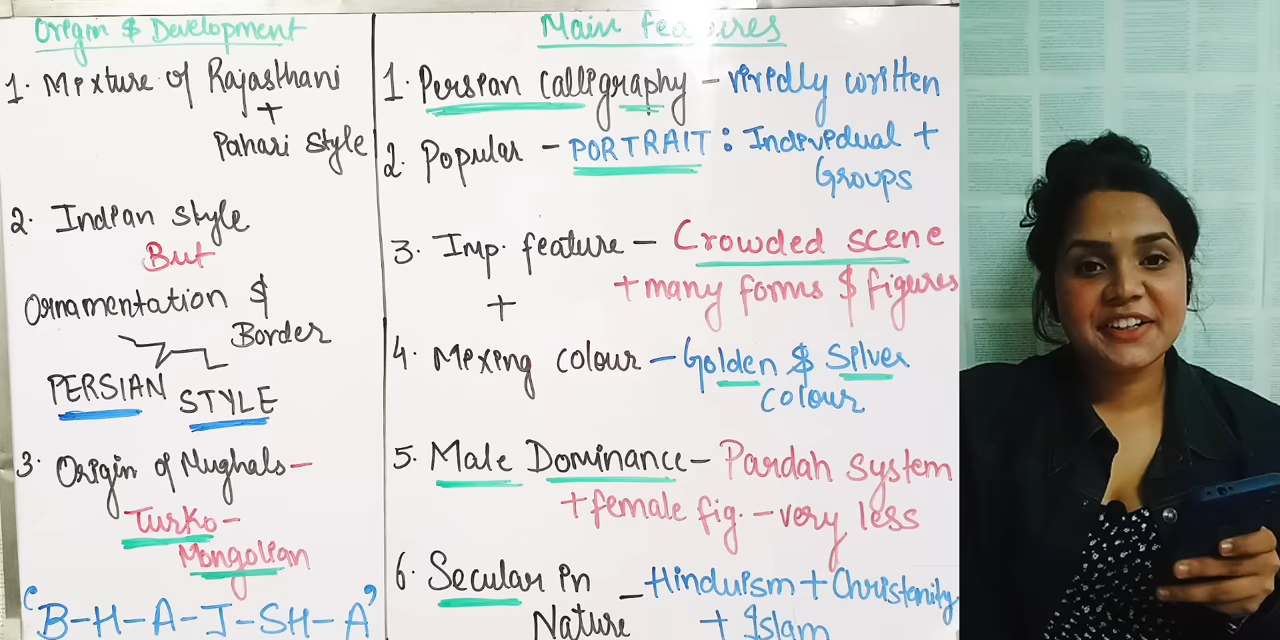 Origin & Development
1. Mixture of Rajasthani
+
Pahari style
2. Indian style
But
Ornamentation &
Border
PERSIAN
STYLE
3. Origin of Mughals-
Turko-
Mongolian
‘B-H-A-J-SH-A’
Main features
1. Persian calligraphy - vividly written
2. Popular - PORTRAIT: Individual +
Groups
3. Imp. feature - Crowded scene
+ many forms & figures
+
4. Mixing colour - Golden & Silver
colour
5. Male Dominance - Pardah system
+ female fig. - very less
6. Secular in - Hinduism + Christanity
Nature + Islam